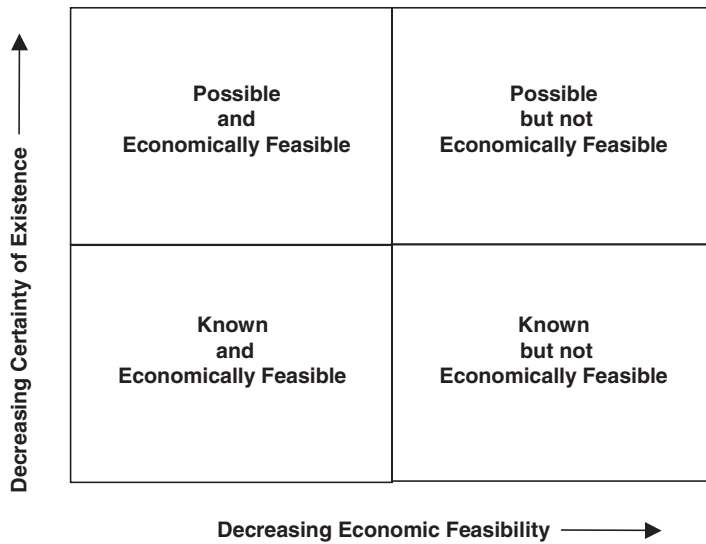 Decreasing Certainty of Existence
Possible
and
Economically Feasible
Possible
but not
Economically Feasible
Known
and
Economically Feasible
Known
but not
Economically Feasible
Decreasing Economic Feasibility